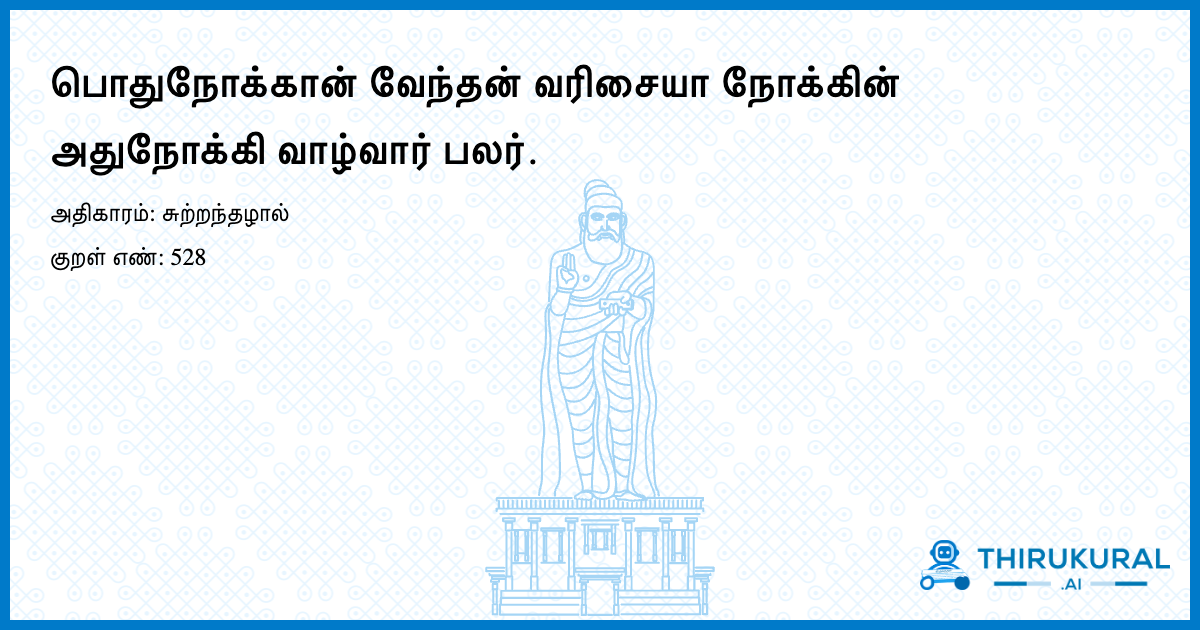 பொதுநோக்கான் வேந்தன் வரிசையா நோக்கின்
அதுநோக்கி வாழ்வார் பலர்.
அதிகாரம்: சுற்றந்தழால்
குறள் எண்: 528
THIRUKURAL
.AI